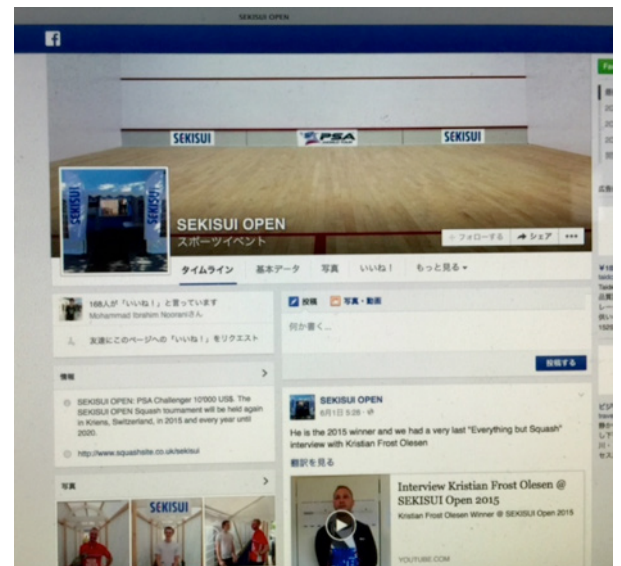 SEKISUI OPEN
f
SEKISUI
PSA
SEKISUI
SEKISUI
SEKISUI
SEKISUI OPEN
スポーツイベント
フォローする
シェア
タイムライン
基本データ
写真
いいね！
もっと見る
168人が「いいね！」と言っています
Mohammad Ibrahim Nooraniさん
友達にこのページへの「いいね！」をリクエスト
情報
SEKISUI OPEN: PSA Challenger 10'000 US$. The
SEKISUI OPEN Squash tournament will be held again
in Kriens, Switzerland, in 2015 and every year until
2020.
http://www.squashsite.co.uk/sekisui
写真
SEKISUI
投稿
写真・動画
何か書く...
投稿する
SEKISUI OPEN
6月1日 5:28
He is the 2015 winner and we had a very last "Everything but Squash"
interview with Kristian Frost Olesen
翻訳を見る
Interview Kristian Frost Olesen @
SEKISUI Open 2015
Kristian Frost Olesen Winner @ SEKISUI Open 2015
YOUTUBE.COM